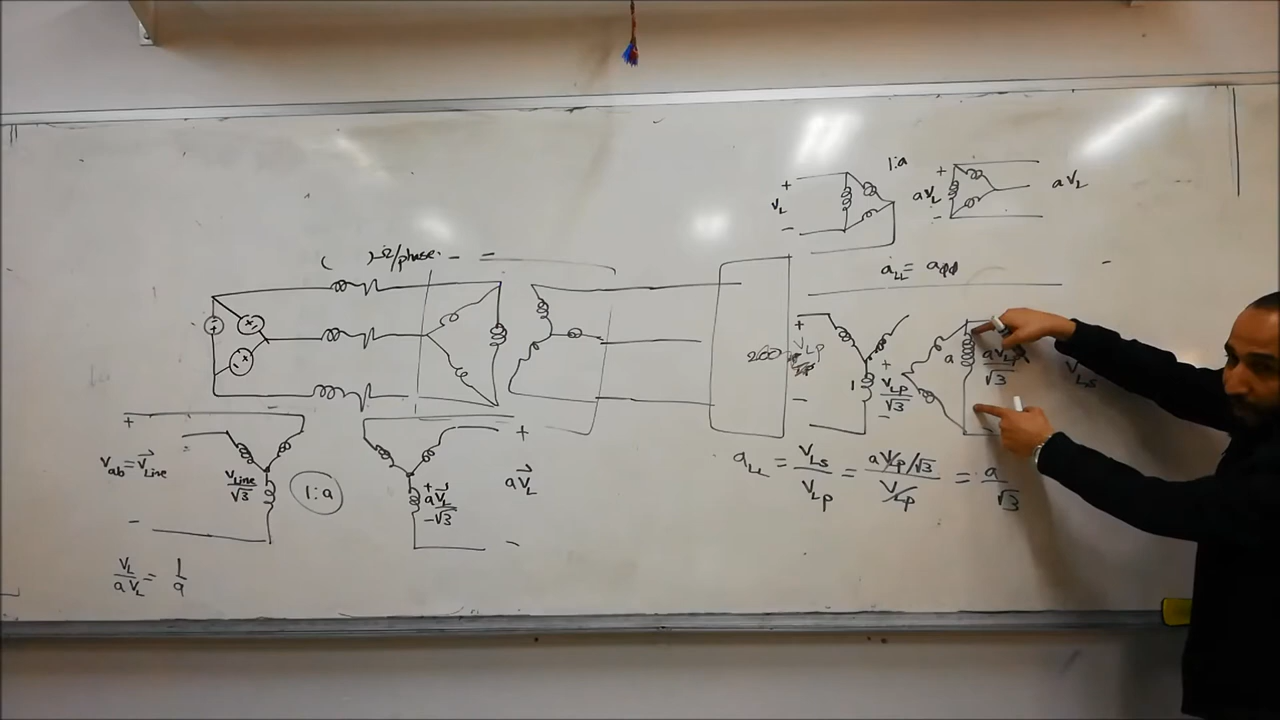 1:a
+
V_L
−
+
aV_L
−
aV_L
a_LL = a_φφ
( ) Ω/phase
+ −
+
−
+
−
200
+
V_Lp
−
1
+
V_Lp/√3
−
a
aV_Lp/√3
V_Ls
a_LL = V_Ls/V_Lp = (aV_Lp/√3)/V_Lp = a/√3
+
V_ab = V_Line
−
V_Line/√3
1:a
+
aV_L/√3
−
+
aV_L
−
V_L/aV_L = 1/a